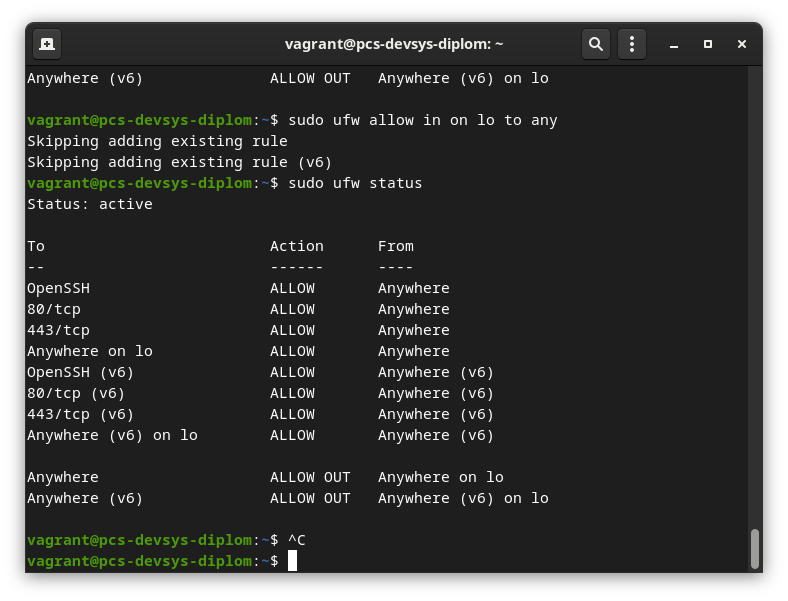 vagrant@pcs-devsys-diplom: ~
Anywhere (v6)              ALLOW OUT   Anywhere (v6) on lo
vagrant@pcs-devsys-diplom:~$ sudo ufw allow in on lo to any
Skipping adding existing rule
Skipping adding existing rule (v6)
vagrant@pcs-devsys-diplom:~$ sudo ufw status
Status: active
To                         Action      From
--                         ------      ----
OpenSSH                    ALLOW       Anywhere
80/tcp                     ALLOW       Anywhere
443/tcp                    ALLOW       Anywhere
Anywhere on lo             ALLOW       Anywhere
OpenSSH (v6)               ALLOW       Anywhere (v6)
80/tcp (v6)                ALLOW       Anywhere (v6)
443/tcp (v6)               ALLOW       Anywhere (v6)
Anywhere (v6) on lo        ALLOW       Anywhere (v6)
Anywhere                   ALLOW OUT   Anywhere on lo
Anywhere (v6)              ALLOW OUT   Anywhere (v6) on lo
vagrant@pcs-devsys-diplom:~$ ^C
vagrant@pcs-devsys-diplom:~$